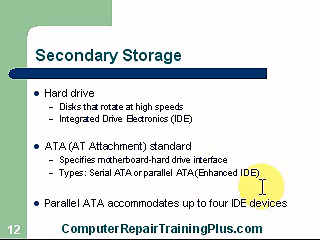 Secondary Storage
• Hard drive
– Disks that rotate at high speeds
– Integrated Drive Electronics (IDE)
• ATA (AT Attachment) standard
– Specifies motherboard-hard drive interface
– Types: Serial ATA or parallel ATA (Enhanced IDE)
• Parallel ATA accommodates up to four IDE devices
12
ComputerRepairTrainingPlus.com